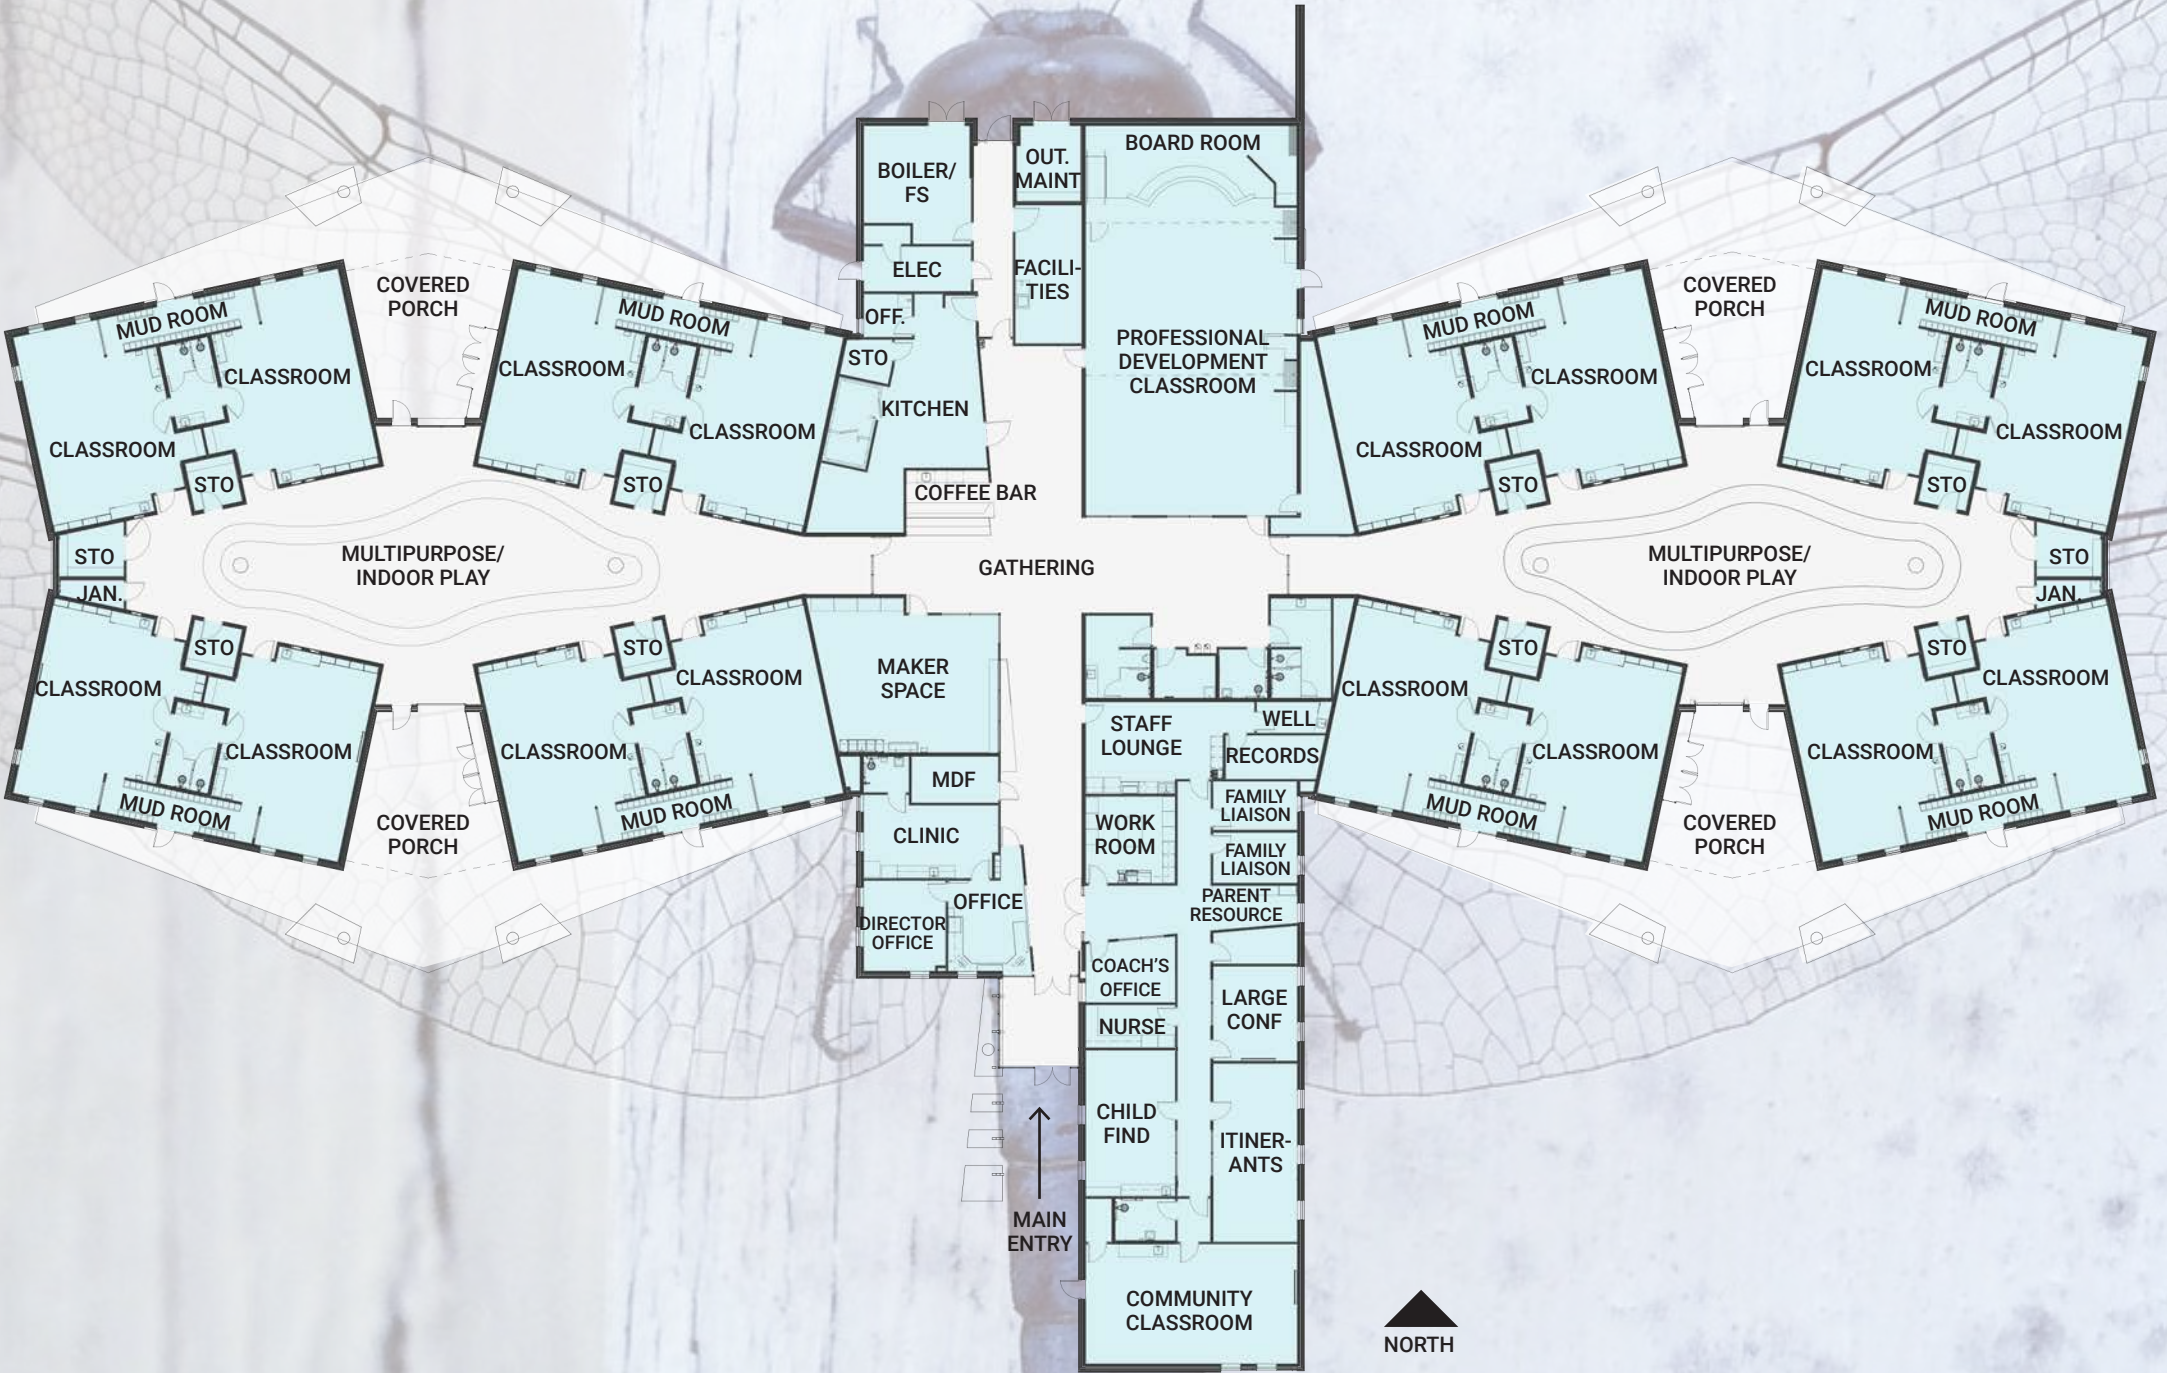 BOARD ROOM
OUT.
MAINT
BOILER/
FS
ELEC
FACILI-
TIES
OFF.
STO
KITCHEN
COFFEE BAR
PROFESSIONAL
DEVELOPMENT
CLASSROOM
COVERED
PORCH
MUD ROOM
MUD ROOM
CLASSROOM
CLASSROOM
CLASSROOM
CLASSROOM
STO
STO
STO
JAN.
MULTIPURPOSE/
INDOOR PLAY
STO
STO
CLASSROOM
CLASSROOM
CLASSROOM
CLASSROOM
MUD ROOM
MUD ROOM
COVERED
PORCH
GATHERING
COVERED
PORCH
MUD ROOM
MUD ROOM
CLASSROOM
CLASSROOM
CLASSROOM
CLASSROOM
STO
STO
MULTIPURPOSE/
INDOOR PLAY
STO
JAN.
STO
STO
CLASSROOM
CLASSROOM
CLASSROOM
CLASSROOM
MUD ROOM
MUD ROOM
COVERED
PORCH
MAKER
SPACE
MDF
CLINIC
OFFICE
DIRECTOR
OFFICE
STAFF
LOUNGE
WELL
RECORDS
WORK
ROOM
FAMILY
LIAISON
FAMILY
LIAISON
PARENT
RESOURCE
COACH'S
OFFICE
LARGE
CONF
NURSE
CHILD
FIND
ITINER-
ANTS
MAIN
ENTRY
COMMUNITY
CLASSROOM
NORTH